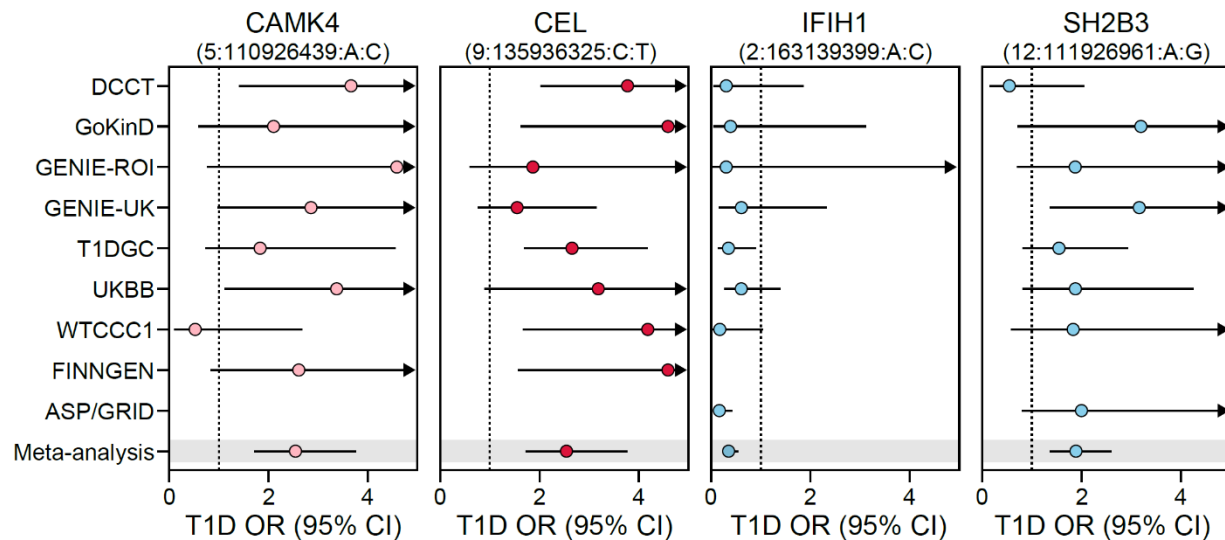 CAMK4 CEL IFIH1 SH2B3
(5:110926439:A:C) (9:135936325:C:T) (2:163139399:A:C) (12:111926961:A:G)
DCCT
GoKinD
GENIE-ROI
GENIE-UK
T1DGC
UKBB
WTCCC1
FINNGEN
ASP/GRID
Meta-analysis
0 2 4 0 2 4 0 2 4 0 2 4
T1D OR (95% CI) T1D OR (95% CI) T1D OR (95% CI) T1D OR (95% CI)